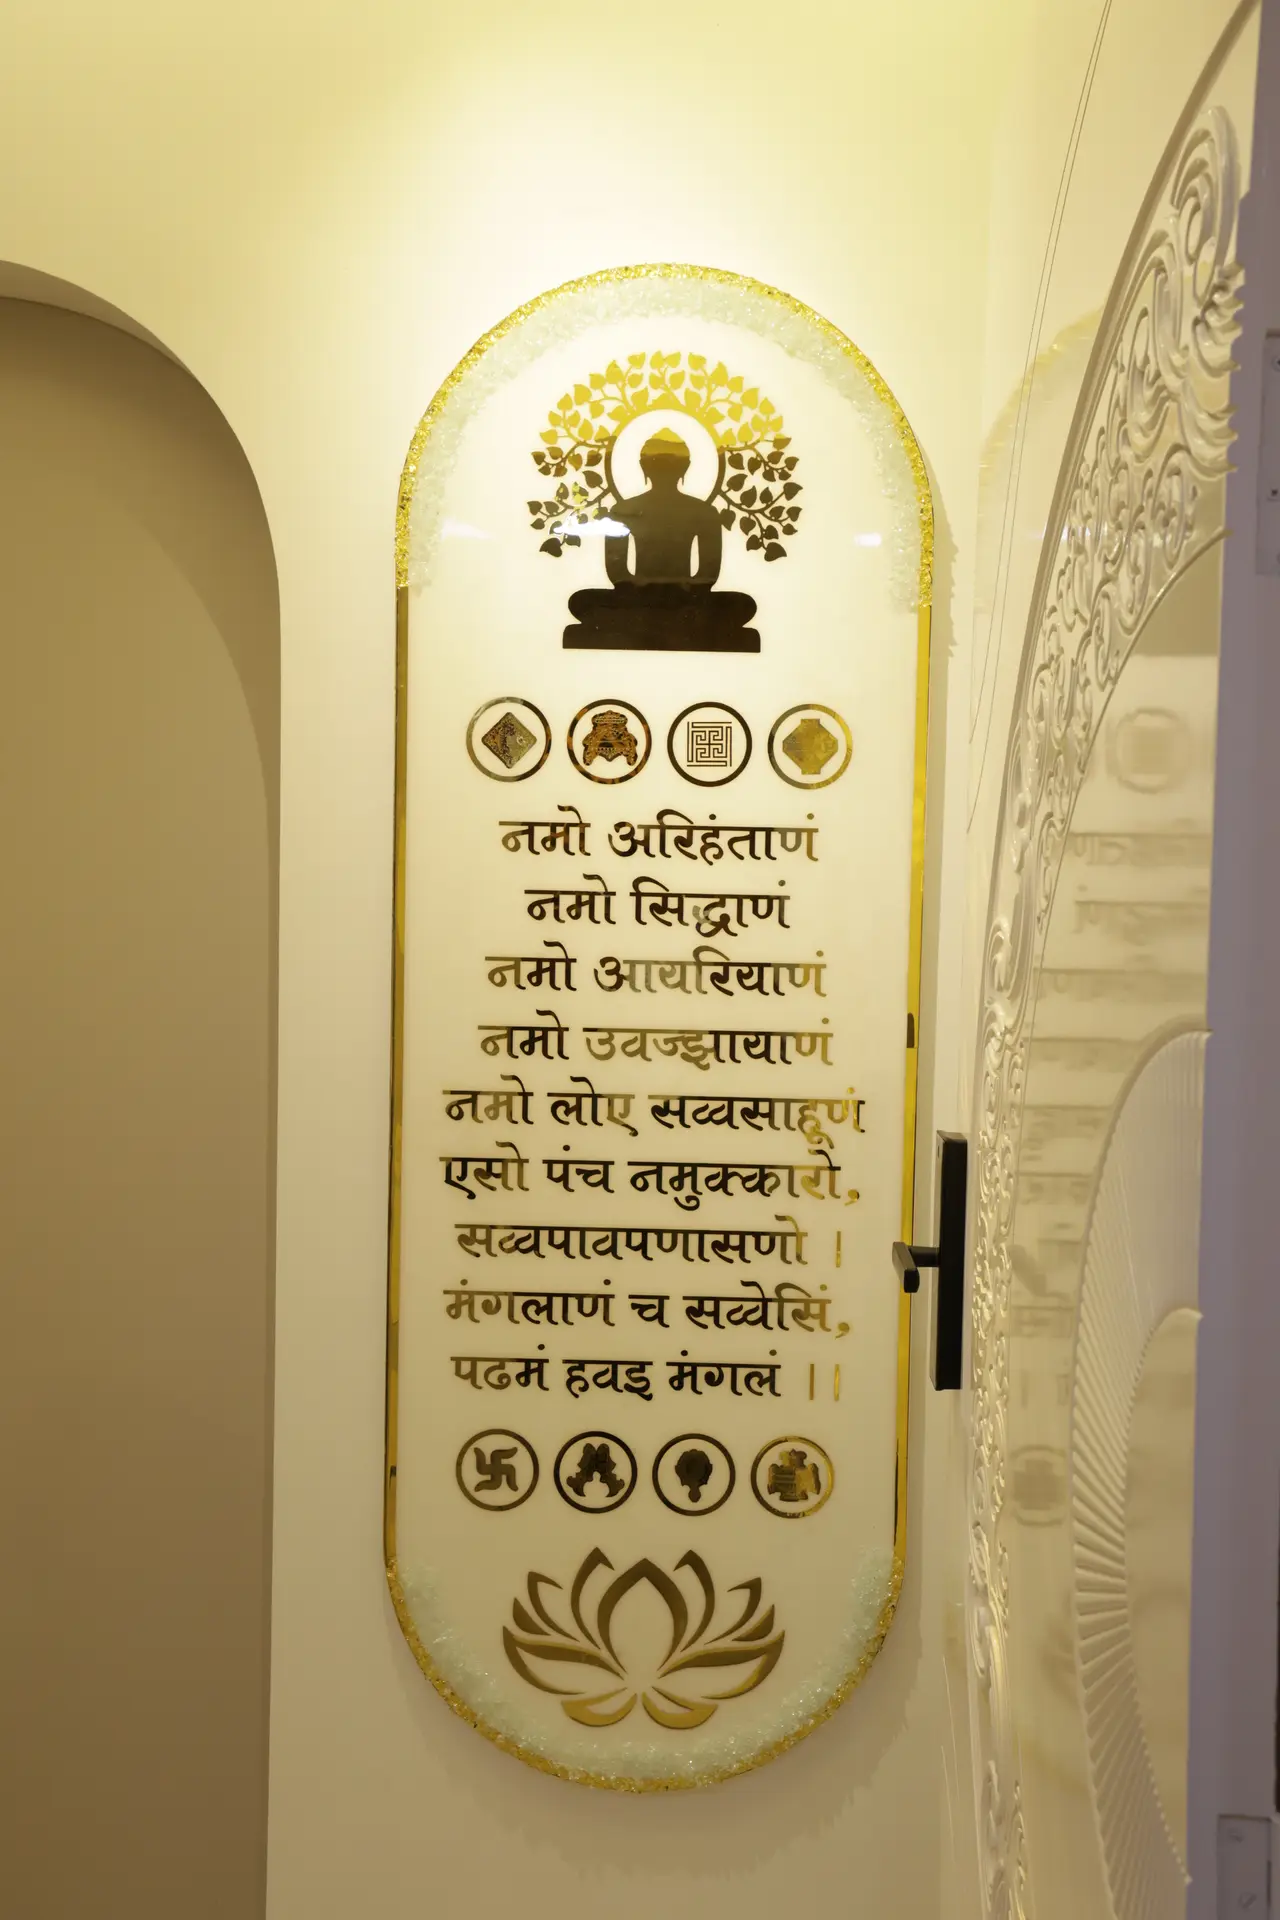 नमो अरिहंताणं
नमो सिद्धाणं
नमो आयरियाणं
नमो उवज्झायाणं
नमो लोए सव्वसाहूणं
एसो पंच नमुक्कारो,
सव्वपावपणासणो ।
मंगलाणं च सव्वेसिं,
पढमं हवइ मंगलं ।।